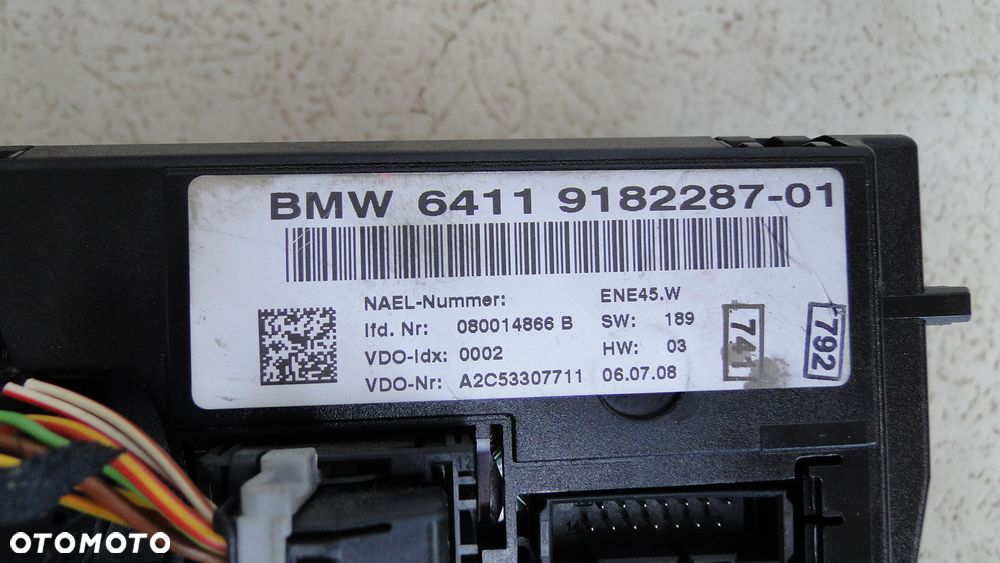 BMW 6411 9182287-01
NAEL-Nummer: ENE45.W
lfd. Nr: 080014866 B SW: 189
VDO-Idx: 0002 HW: 03
VDO-Nr: A2C53307711 06.07.08
741
792
14
OTOMOTO